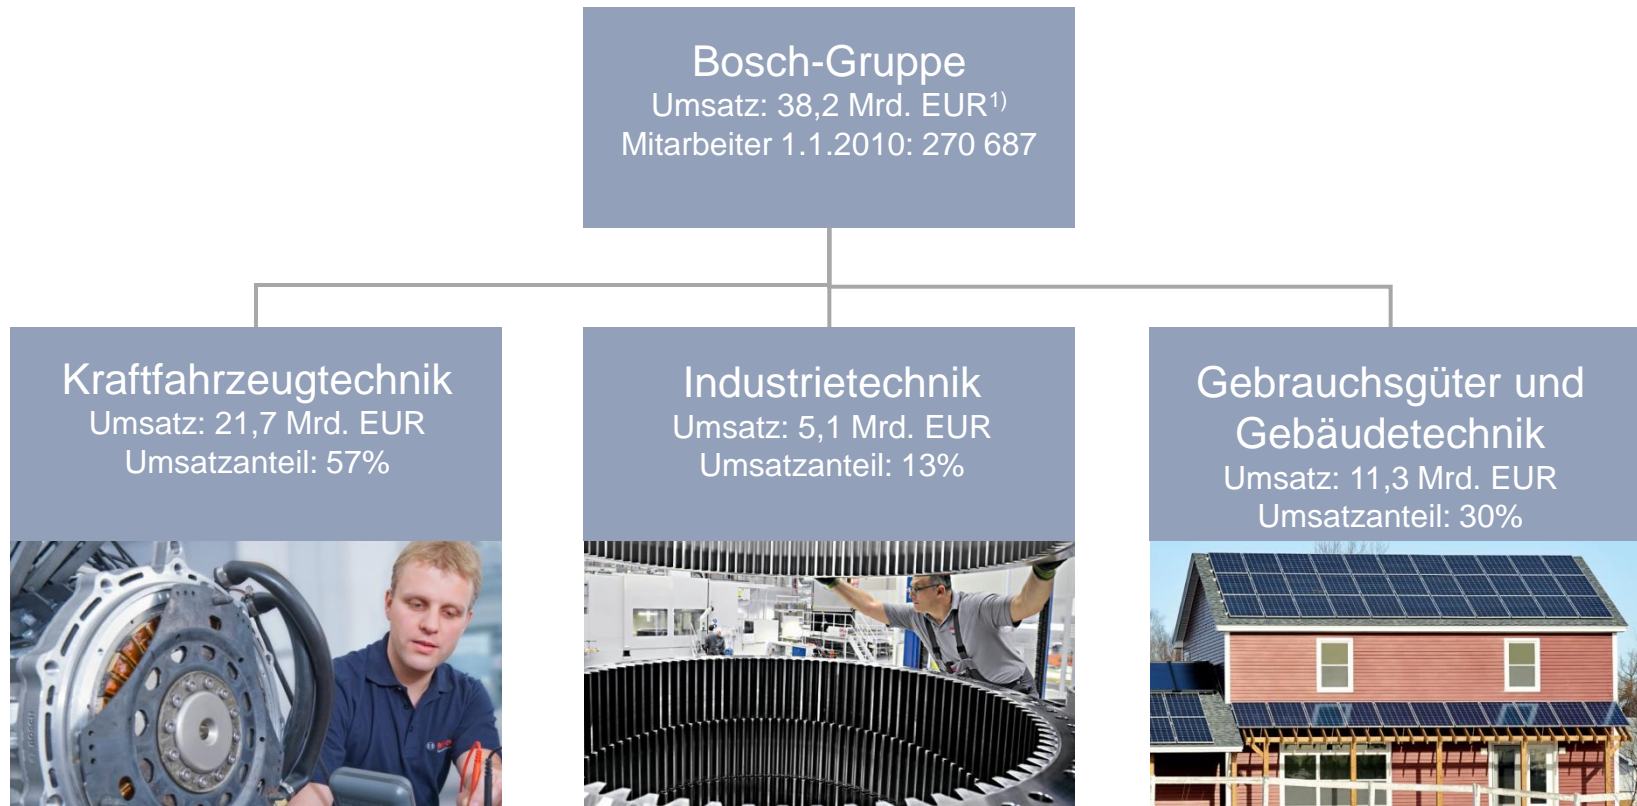 Bosch-Gruppe
Umsatz: 38,2 Mrd. EUR1)
Mitarbeiter 1.1.2010: 270 687
Kraftfahrzeugtechnik
Umsatz: 21,7 Mrd. EUR
Umsatzanteil: 57%
Industrietechnik
Umsatz: 5,1 Mrd. EUR
Umsatzanteil: 13%
Gebrauchsgüter und
Gebäudetechnik
Umsatz: 11,3 Mrd. EUR
Umsatzanteil: 30%
BOSCH